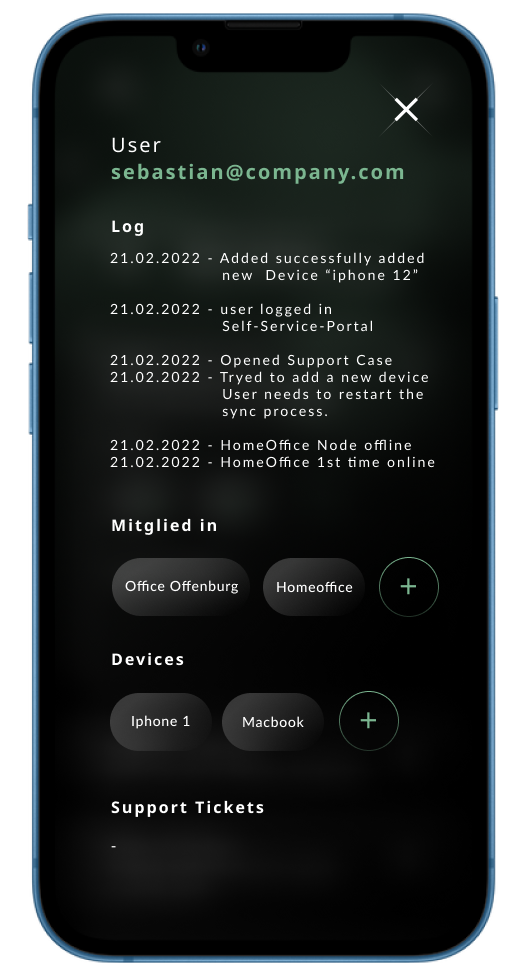 User
sebastian@company.com
Log
21.02.2022 - Added successfully added
new Device “iphone 12”
21.02.2022 - user logged in
Self-Service-Portal
21.02.2022 - Opened Support Case
21.02.2022 - Tryed to add a new device
User needs to restart the
sync process.
21.02.2022 - HomeOffice Node offline
21.02.2022 - HomeOffice 1st time online
Mitglied in
Office Offenburg Homeoffice +
Devices
Iphone 1 Macbook +
Support Tickets
-